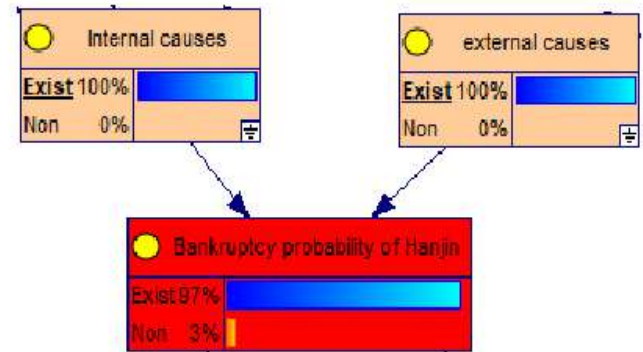 Internal causes
Exist 100%
Non 0%
external causes
Exist 100%
Non 0%
Bankruptcy probability of Hanjin
Exist 97%
Non 3%